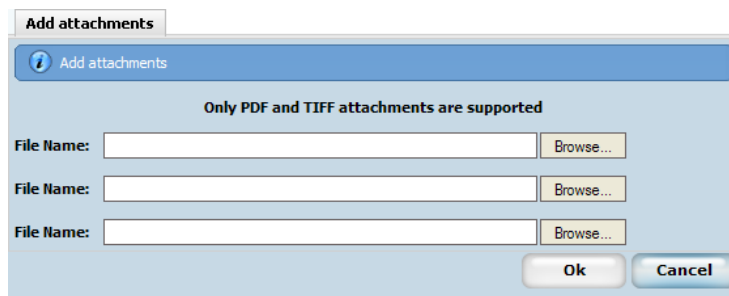 Add attachments
Add attachments
Only PDF and TIFF attachments are supported
File Name: Browse...
File Name: Browse...
File Name: Browse...
Ok Cancel